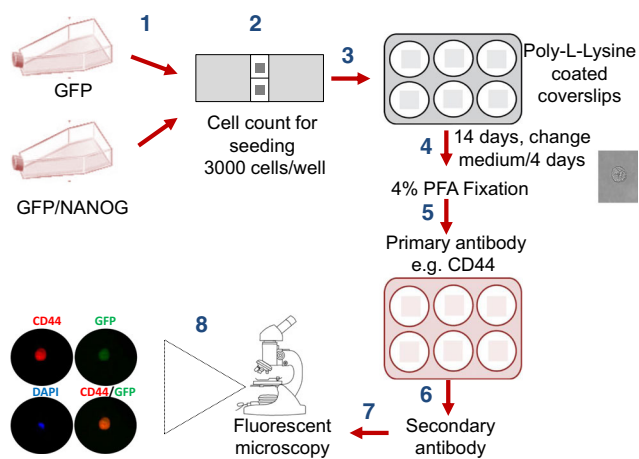 1
GFP
GFP/NANOG
2
Cell count for
seeding
3000 cells/well
3
Poly-L-Lysine
coated
coverslips
4
14 days, change
medium/4 days
4% PFA Fixation
5
Primary antibody
e.g. CD44
6
Secondary
antibody
7
Fluorescent
microscopy
8
CD44
GFP
DAPI
CD44/GFP